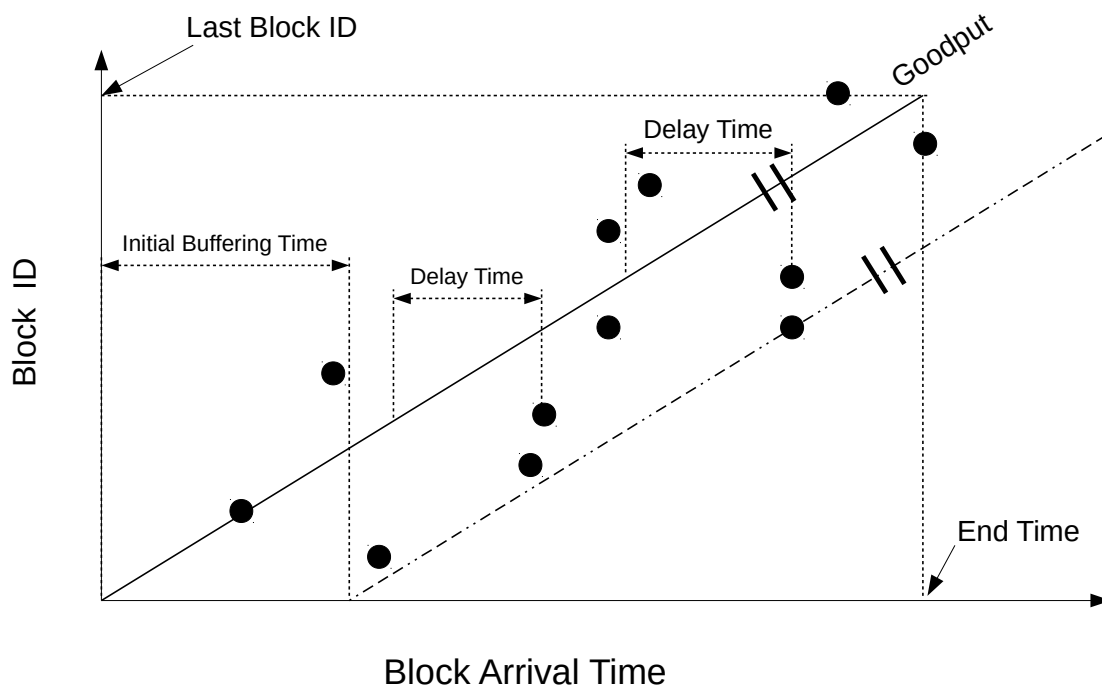 Last Block ID
Goodput
Delay Time
Initial Buffering Time
Delay Time
Block ID
End Time
Block Arrival Time